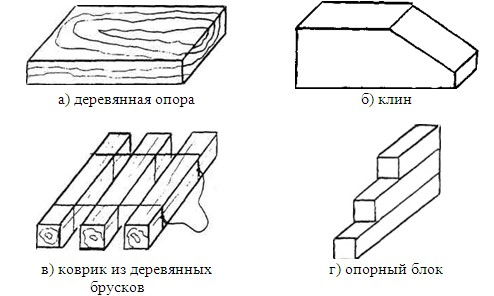 а) деревянная опора
б) клин
в) коврик из деревянных
брусков
г) опорный блок